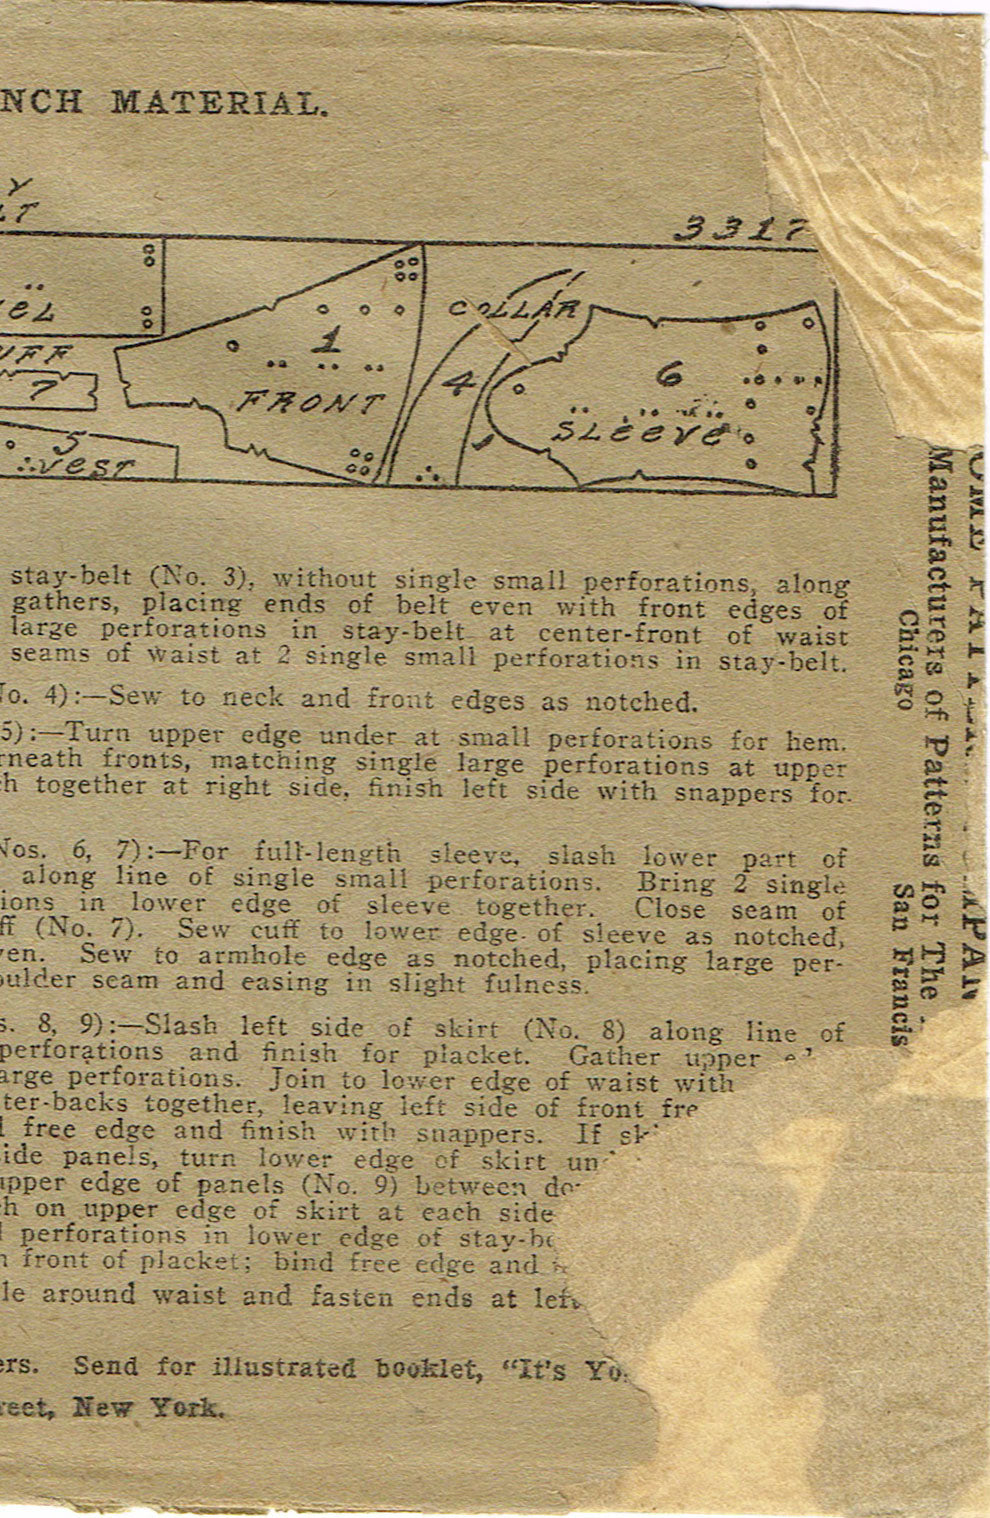 NCH MATERIAL.
Y
LT
3317
COLLAR
EL
1
6
UFF
7
FRONT
4
SLEEVE
5
VEST
stay-belt (No. 3), without single small perforations, along
gathers, placing ends of belt even with front edges of
large perforations in stay-belt at center-front of waist
seams of waist at 2 single small perforations in stay-belt.
No. 4):—Sew to neck and front edges as notched.
5):—Turn upper edge under at small perforations for hem.
rneath fronts, matching single large perforations at upper
h together at right side, finish left side with snappers for-
Nos. 6, 7):—For full-length sleeve, slash lower part of
along line of single small perforations. Bring 2 single
ions in lower edge of sleeve together. Close seam of
ff (No. 7). Sew cuff to lower edge of sleeve as notched,
ven. Sew to armhole edge as notched, placing large per-
oulder seam and easing in slight fulness.
s. 8, 9):—Slash left side of skirt (No. 8) along line of
perforations and finish for placket. Gather upper
arge perforations. Join to lower edge of waist with
ter-backs together, leaving left side of front fre
l free edge and finish with snappers. If sk
ide panels, turn lower edge of skirt un
upper edge of panels (No. 9) between do
h on upper edge of skirt at each side
l perforations in lower edge of stay-be
n front of placket; bind free edge and
le around waist and fasten ends at left
ers. Send for illustrated booklet, "It's Yo
reet, New York.
OME PATTERN
MPAN
Manufacturers of Patterns for The
Chicago
San Francis